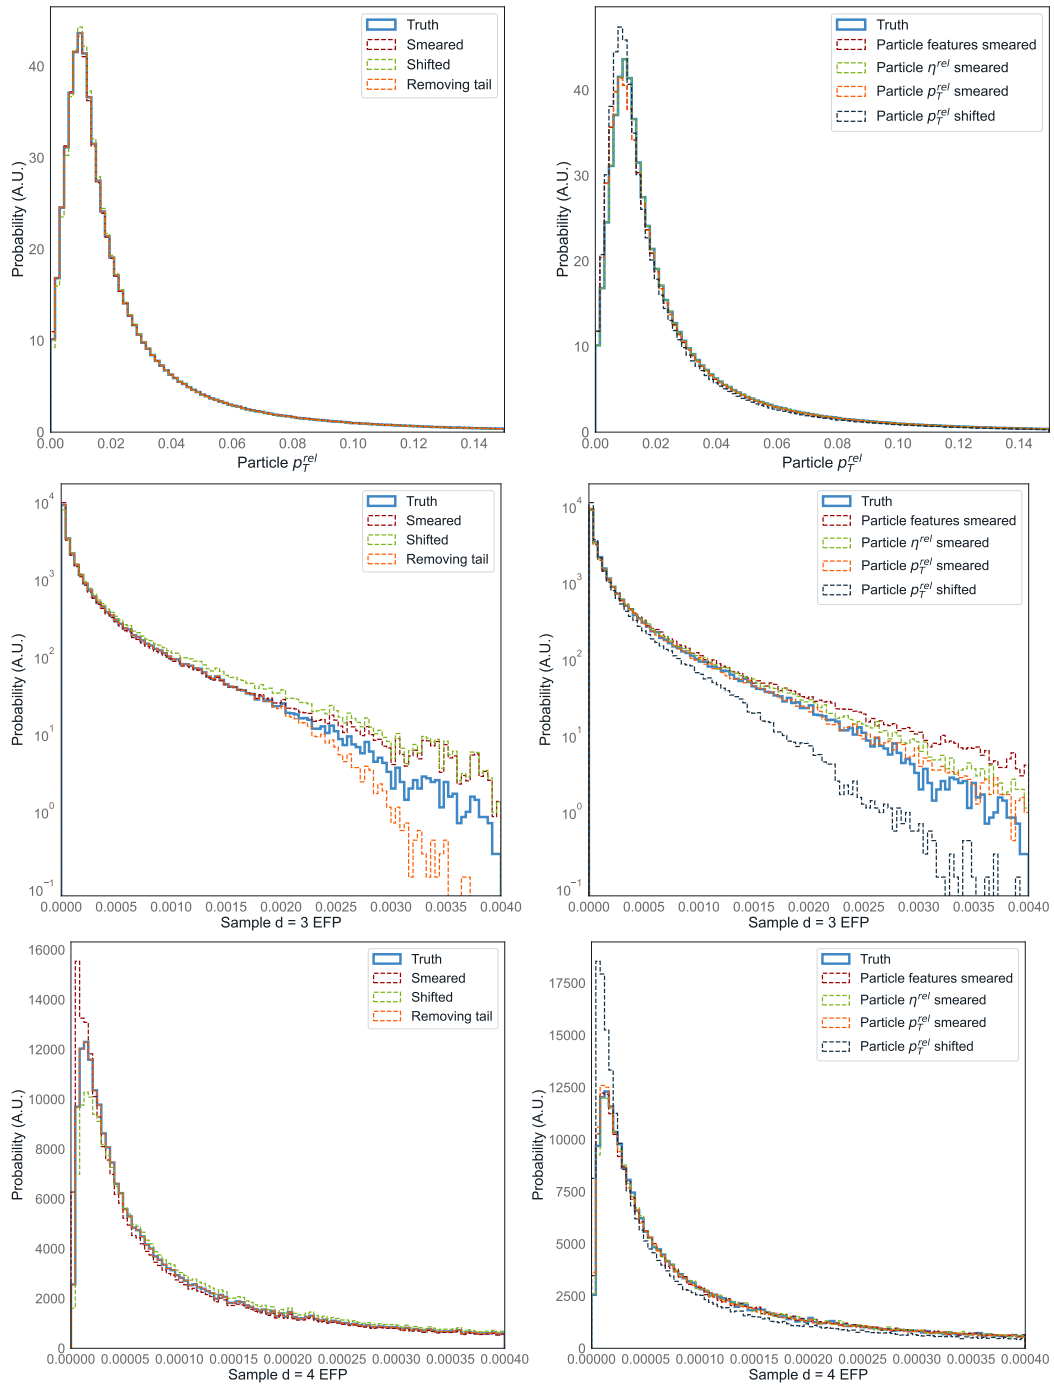 Truth
Smeared
Shifted
Removing tail
40
30
20
10
0
0.00 0.02 0.04 0.06 0.08 0.10 0.12 0.14
Particle p_T^{rel}
Probability (A.U.)
Truth
Particle features smeared
Particle η^{rel} smeared
Particle p_T^{rel} smeared
Particle p_T^{rel} shifted
40
30
20
10
0
0.00 0.02 0.04 0.06 0.08 0.10 0.12 0.14
Particle p_T^{rel}
Probability (A.U.)
Truth
Smeared
Shifted
Removing tail
10^4
10^3
10^2
10^1
10^0
10^{−1}
0.0000 0.0005 0.0010 0.0015 0.0020 0.0025 0.0030 0.0035 0.0040
Sample d = 3 EFP
Probability (A.U.)
Truth
Particle features smeared
Particle η^{rel} smeared
Particle p_T^{rel} smeared
Particle p_T^{rel} shifted
10^4
10^3
10^2
10^1
10^0
10^{−1}
0.0000 0.0005 0.0010 0.0015 0.0020 0.0025 0.0030 0.0035 0.0040
Sample d = 3 EFP
Probability (A.U.)
Truth
Smeared
Shifted
Removing tail
16000
14000
12000
10000
8000
6000
4000
2000
0
0.00000 0.00005 0.00010 0.00015 0.00020 0.00025 0.00030 0.00035 0.00040
Sample d = 4 EFP
Probability (A.U.)
Truth
Particle features smeared
Particle η^{rel} smeared
Particle p_T^{rel} smeared
Particle p_T^{rel} shifted
17500
15000
12500
10000
7500
5000
2500
0
0.00000 0.00005 0.00010 0.00015 0.00020 0.00025 0.00030 0.00035 0.00040
Sample d = 4 EFP
Probability (A.U.)